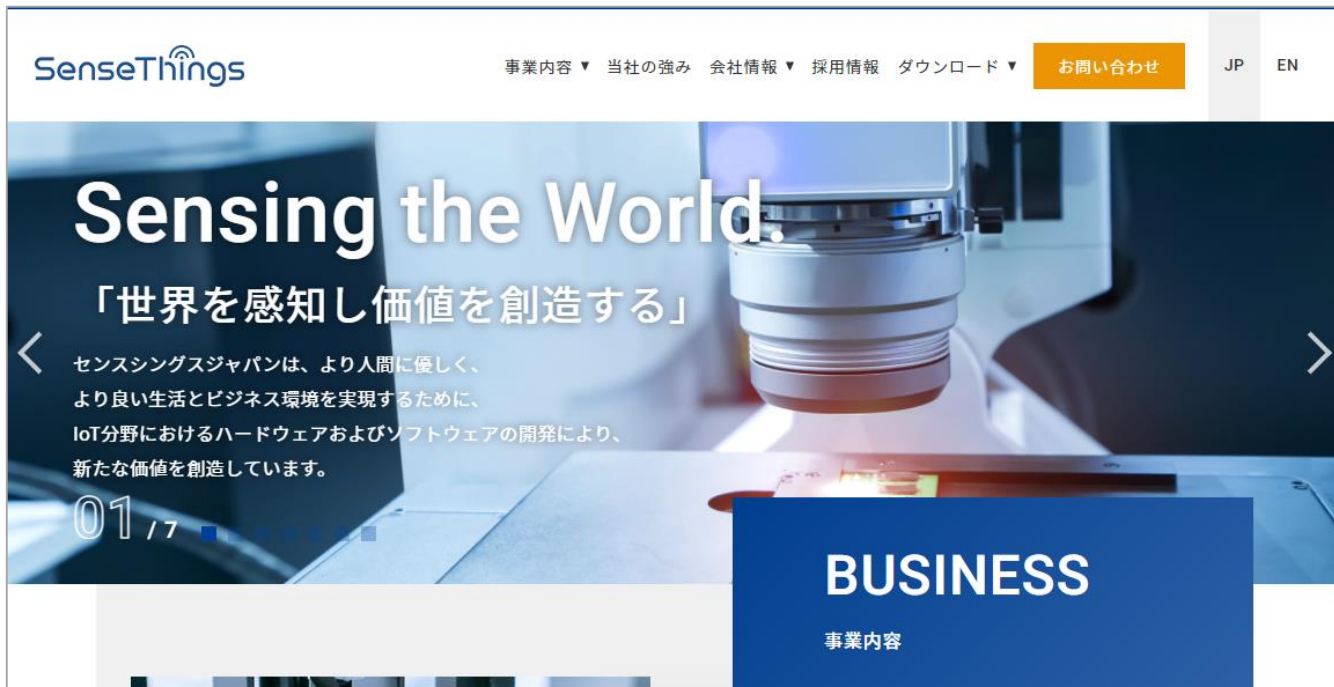 SenseThings
事業内容 ▼ 当社の強み 会社情報 ▼ 採用情報 ダウンロード ▼ お問い合わせ JP EN
Sensing the World.
「世界を感知し価値を創造する」
センスシングスジャパンは、より人間に優しく、
より良い生活とビジネス環境を実現するために、
IoT分野におけるハードウェアおよびソフトウェアの開発により、
新たな価値を創造しています。
01 / 7
BUSINESS
事業内容